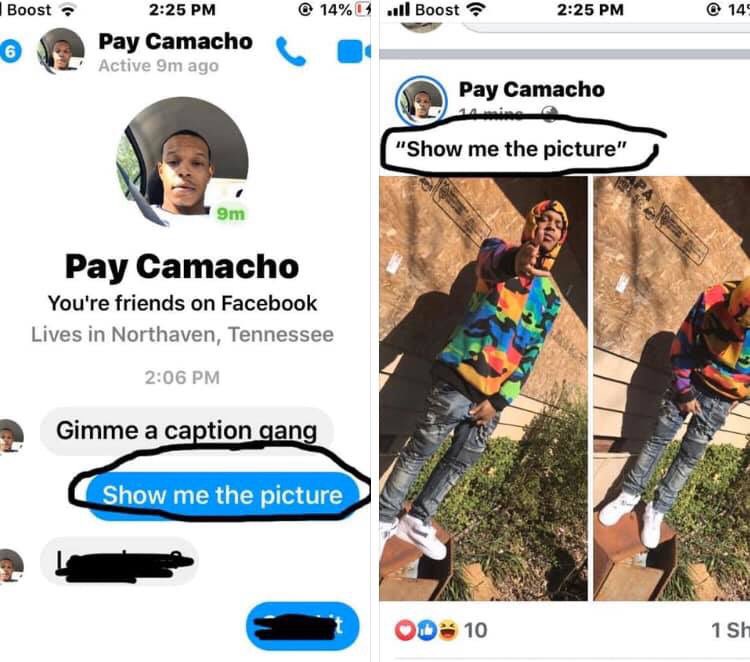 Boost 2:25 PM 14%
6
Pay Camacho
Active 9m ago
9m
Pay Camacho
You're friends on Facebook
Lives in Northaven, Tennessee
2:06 PM
Gimme a caption gang
Show me the picture
Boost 2:25 PM 14
Pay Camacho
14 mins
"Show me the picture"
10
1 Sh